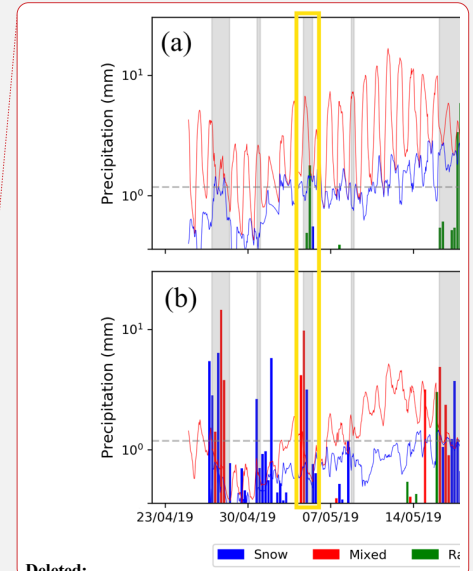 (a)
10¹
Precipitation (mm)
10⁰
(b)
10¹
Precipitation (mm)
10⁰
23/04/19 30/04/19 07/05/19 14/05/19
Snow Mixed Ra
Deleted: